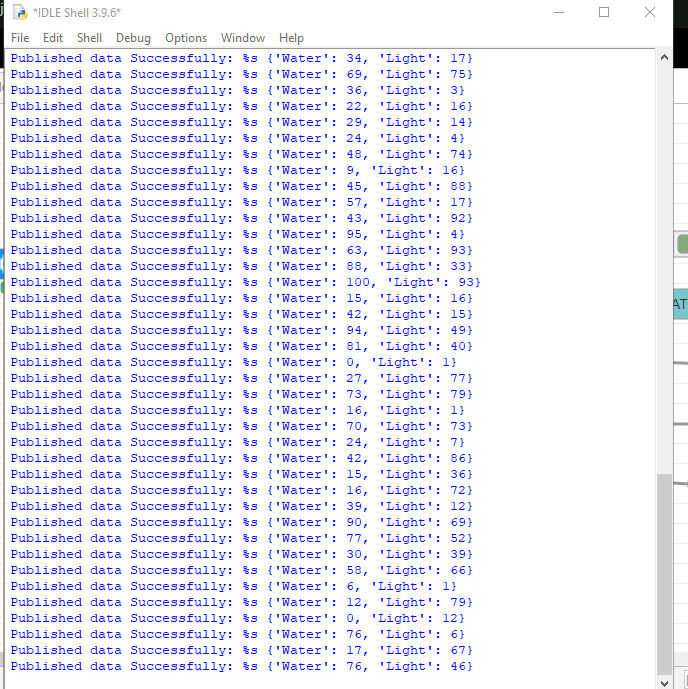 *IDLE Shell 3.9.6*
File Edit Shell Debug Options Window Help
Published data Successfully: %s {'Water': 34, 'Light': 17}
Published data Successfully: %s {'Water': 69, 'Light': 75}
Published data Successfully: %s {'Water': 36, 'Light': 3}
Published data Successfully: %s {'Water': 22, 'Light': 16}
Published data Successfully: %s {'Water': 29, 'Light': 14}
Published data Successfully: %s {'Water': 24, 'Light': 4}
Published data Successfully: %s {'Water': 48, 'Light': 74}
Published data Successfully: %s {'Water': 9, 'Light': 16}
Published data Successfully: %s {'Water': 45, 'Light': 88}
Published data Successfully: %s {'Water': 57, 'Light': 17}
Published data Successfully: %s {'Water': 43, 'Light': 92}
Published data Successfully: %s {'Water': 95, 'Light': 4}
Published data Successfully: %s {'Water': 63, 'Light': 93}
Published data Successfully: %s {'Water': 88, 'Light': 33}
Published data Successfully: %s {'Water': 100, 'Light': 93}
Published data Successfully: %s {'Water': 15, 'Light': 16}
Published data Successfully: %s {'Water': 42, 'Light': 15}
Published data Successfully: %s {'Water': 94, 'Light': 49}
Published data Successfully: %s {'Water': 81, 'Light': 40}
Published data Successfully: %s {'Water': 0, 'Light': 1}
Published data Successfully: %s {'Water': 27, 'Light': 77}
Published data Successfully: %s {'Water': 73, 'Light': 79}
Published data Successfully: %s {'Water': 16, 'Light': 1}
Published data Successfully: %s {'Water': 70, 'Light': 73}
Published data Successfully: %s {'Water': 24, 'Light': 7}
Published data Successfully: %s {'Water': 42, 'Light': 86}
Published data Successfully: %s {'Water': 15, 'Light': 36}
Published data Successfully: %s {'Water': 16, 'Light': 72}
Published data Successfully: %s {'Water': 39, 'Light': 12}
Published data Successfully: %s {'Water': 90, 'Light': 69}
Published data Successfully: %s {'Water': 77, 'Light': 52}
Published data Successfully: %s {'Water': 30, 'Light': 39}
Published data Successfully: %s {'Water': 58, 'Light': 66}
Published data Successfully: %s {'Water': 6, 'Light': 1}
Published data Successfully: %s {'Water': 12, 'Light': 79}
Published data Successfully: %s {'Water': 0, 'Light': 12}
Published data Successfully: %s {'Water': 76, 'Light': 6}
Published data Successfully: %s {'Water': 17, 'Light': 67}
Published data Successfully: %s {'Water': 76, 'Light': 46}
AT